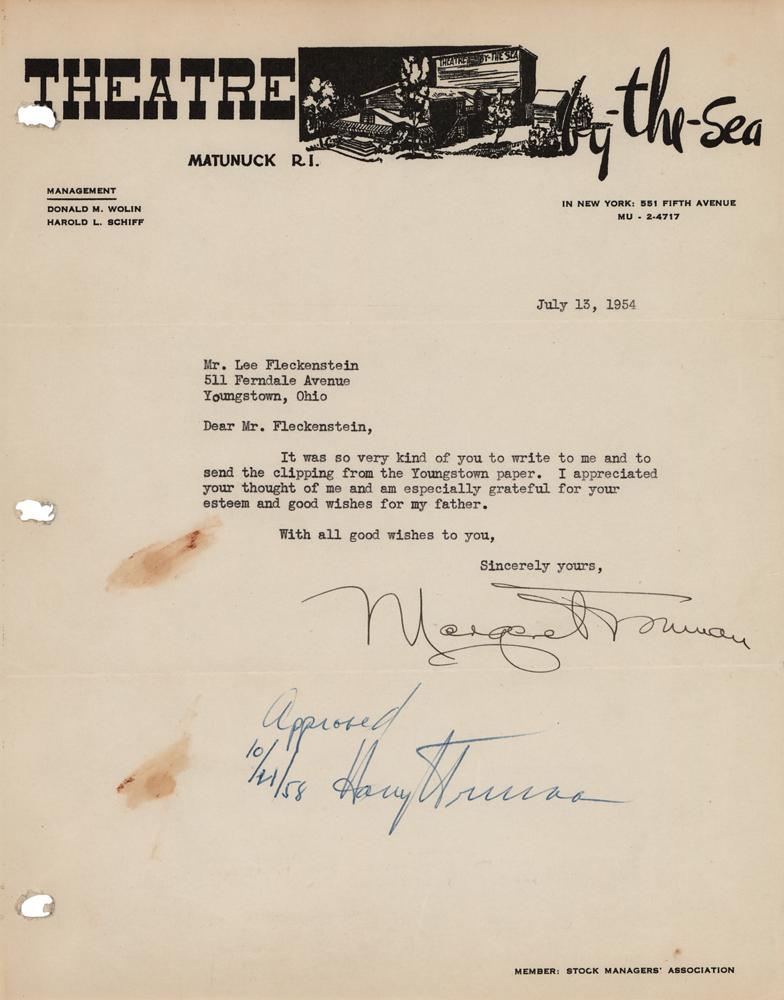 THEATRE by-the-Sea
THEATRE BY-THE SEA
MATUNUCK R.I.
MANAGEMENT
DONALD M. WOLIN
HAROLD L. SCHIFF
IN NEW YORK: 551 FIFTH AVENUE
MU - 2-4717
July 13, 1954
Mr. Lee Fleckenstein
511 Ferndale Avenue
Youngstown, Ohio
Dear Mr. Fleckenstein,
It was so very kind of you to write to me and to
send the clipping from the Youngstown paper. I appreciated
your thought of me and am especially grateful for your
esteem and good wishes for my father.
With all good wishes to you,
Sincerely yours,
Margaret Truman
Approved
10/21/58 Harry Truman
MEMBER: STOCK MANAGERS' ASSOCIATION